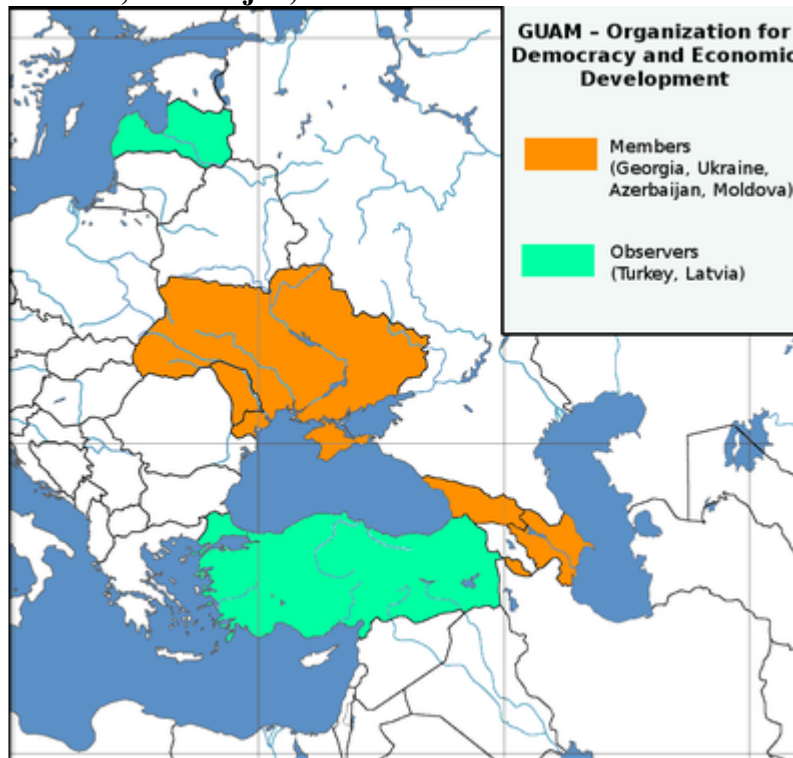 GUAM – Organization for
Democracy and Economic
Development
Members
(Georgia, Ukraine,
Azerbaijan, Moldova)
Observers
(Turkey, Latvia)